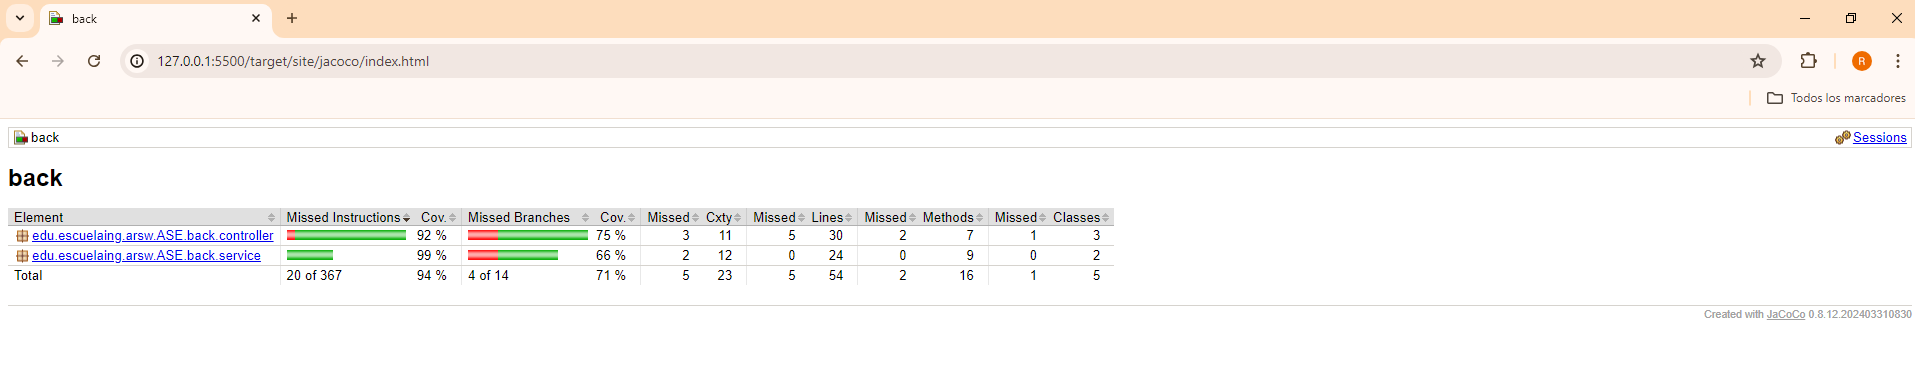 back
127.0.0.1:5500/target/site/jacoco/index.html
R
Todos los marcadores
back Sessions
back
Element Missed Instructions Cov. Missed Branches Cov. Missed Cxty Missed Lines Missed Methods Missed Classes
edu.escuelaing.arsw.ASE.back.controller 92 % 75 % 3 11 5 30 2 7 1 3
edu.escuelaing.arsw.ASE.back.service 99 % 66 % 2 12 0 24 0 9 0 2
Total 20 of 367 94 % 4 of 14 71 % 5 23 5 54 2 16 1 5
Created with JaCoCo 0.8.12.202403310830